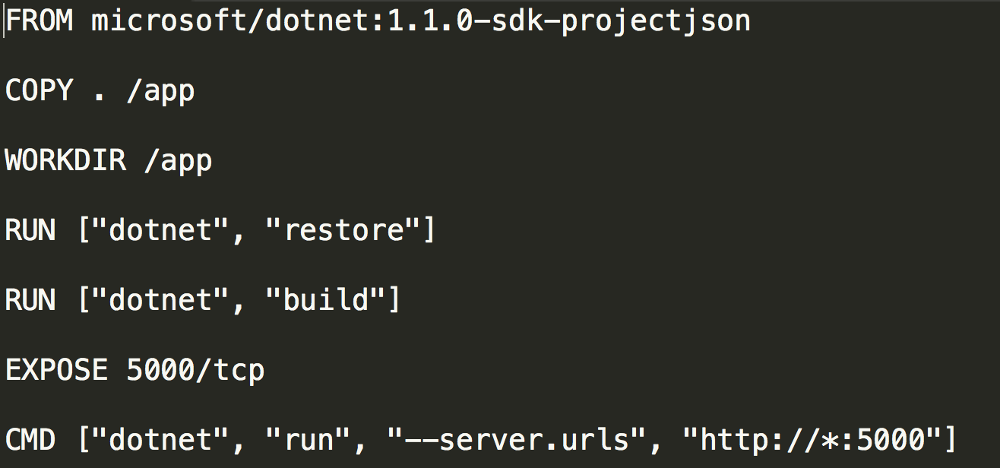 FROM microsoft/dotnet:1.1.0-sdk-projectjson
COPY . /app
WORKDIR /app
RUN ["dotnet", "restore"]
RUN ["dotnet", "build"]
EXPOSE 5000/tcp
CMD ["dotnet", "run", "--server.urls", "http://*:5000"]